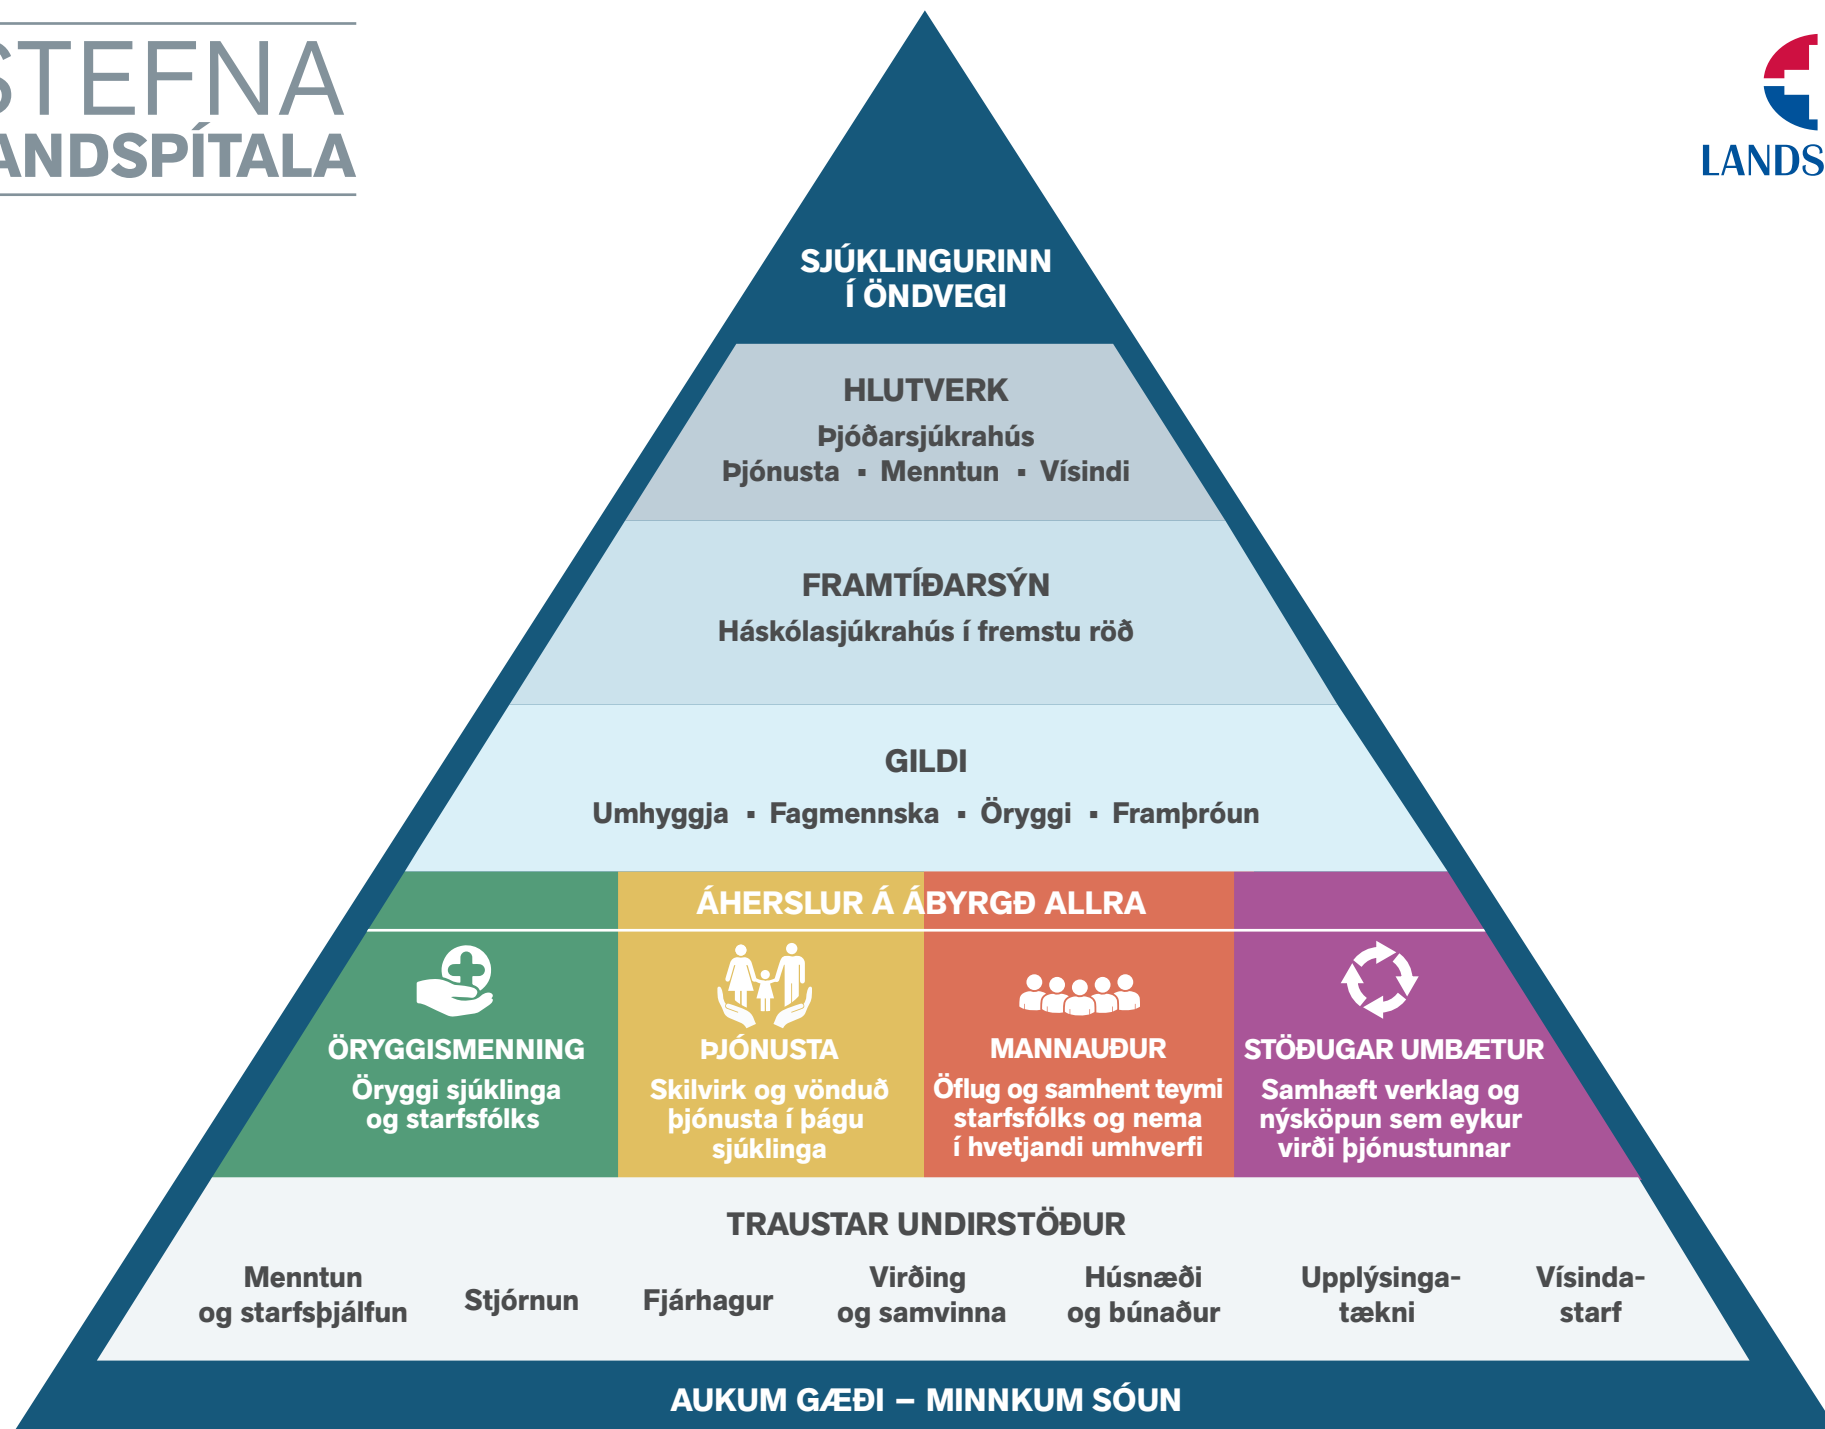 STEFNA
ANDSPÍTALA
LANDS
SJÚKLINGURINN
Í ÖNDVEGI
HLUTVERK
Þjóðarsjúkrahús
Þjónusta ▪ Menntun ▪ Vísindi
FRAMTÍÐARSÝN
Háskólasjúkrahús í fremstu röð
GILDI
Umhyggja ▪ Fagmennska ▪ Öryggi ▪ Framþróun
ÁHERSLUR Á ÁBYRGÐ ALLRA
ÖRYGGISMENNING
Öryggi sjúklinga
og starfsfólks
ÞJÓNUSTA
Skilvirk og vönduð
þjónusta í þágu
sjúklinga
MANNAUÐUR
Öflug og samhent teymi
starfsfólks og nema
í hvetjandi umhverfi
STÖÐUGAR UMBÆTUR
Samhæft verklag og
nýsköpun sem eykur
virði þjónustunnar
TRAUSTAR UNDIRSTÖÐUR
Menntun
og starfsþjálfun
Stjórnun
Fjárhagur
Virðing
og samvinna
Húsnæði
og búnaður
Upplýsinga-
tækni
Vísinda-
starf
AUKUM GÆÐI – MINNKUM SÓUN